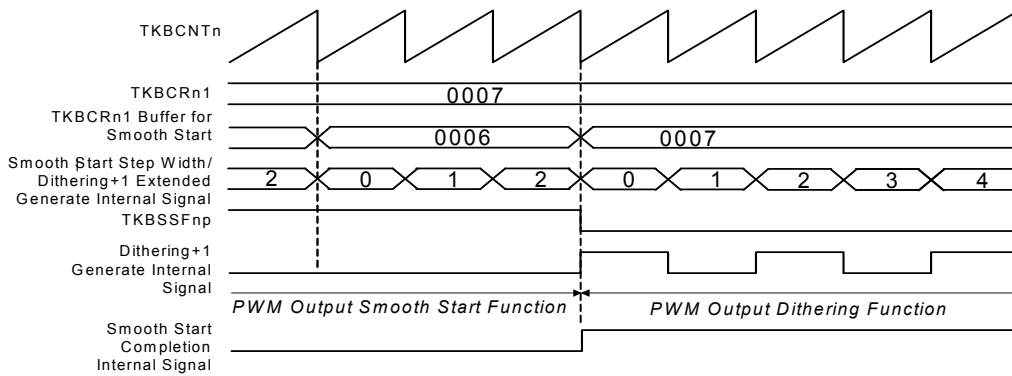 TKBCNTn
TKBCRn1
0007
TKBCRn1 Buffer for
Smooth Start
0006
0007
Smooth Start Step Width/
Dithering+1 Extended
Generate Internal Signal
2 0 1 2 0 1 2 3 4
TKBSSFnp
Dithering+1
Generate Internal
Signal
PWM Output Smooth Start Function
PWM Output Dithering Function
Smooth Start
Completion
Internal Signal